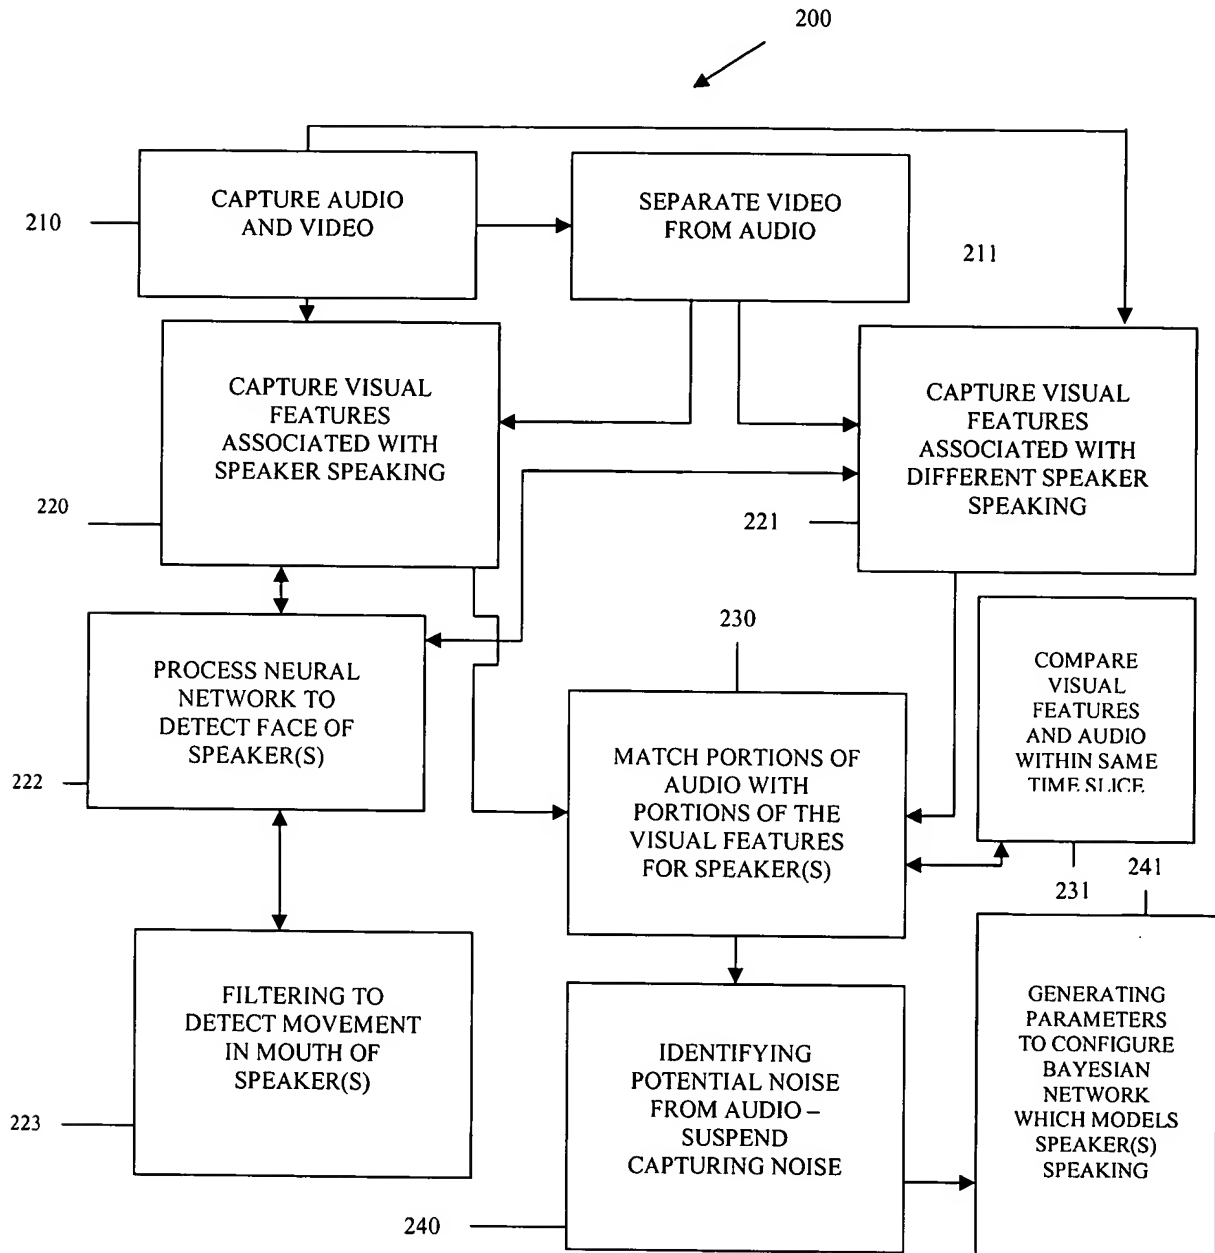 200
CAPTURE AUDIO
AND VIDEO
210
SEPARATE VIDEO
FROM AUDIO
211
CAPTURE VISUAL
FEATURES
ASSOCIATED WITH
SPEAKER SPEAKING
220
CAPTURE VISUAL
FEATURES
ASSOCIATED WITH
DIFFERENT SPEAKER
SPEAKING
221
PROCESS NEURAL
NETWORK TO
DETECT FACE OF
SPEAKER(S)
222
230
MATCH PORTIONS OF
AUDIO WITH
PORTIONS OF THE
VISUAL FEATURES
FOR SPEAKER(S)
COMPARE
VISUAL
FEATURES
AND AUDIO
WITHIN SAME
TIME SLICE
231
241
FILTERING TO
DETECT MOVEMENT
IN MOUTH OF
SPEAKER(S)
223
IDENTIFYING
POTENTIAL NOISE
FROM AUDIO –
SUSPEND
CAPTURING NOISE
240
GENERATING
PARAMETERS
TO CONFIGURE
BAYESIAN
NETWORK
WHICH MODELS
SPEAKER(S)
SPEAKING